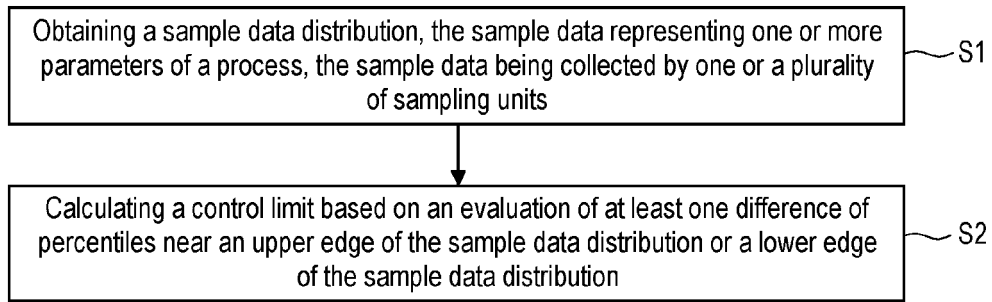 Obtaining a sample data distribution, the sample data representing one or more
parameters of a process, the sample data being collected by one or a plurality
of sampling units
S1
Calculating a control limit based on an evaluation of at least one difference of
percentiles near an upper edge of the sample data distribution or a lower edge
of the sample data distribution
S2